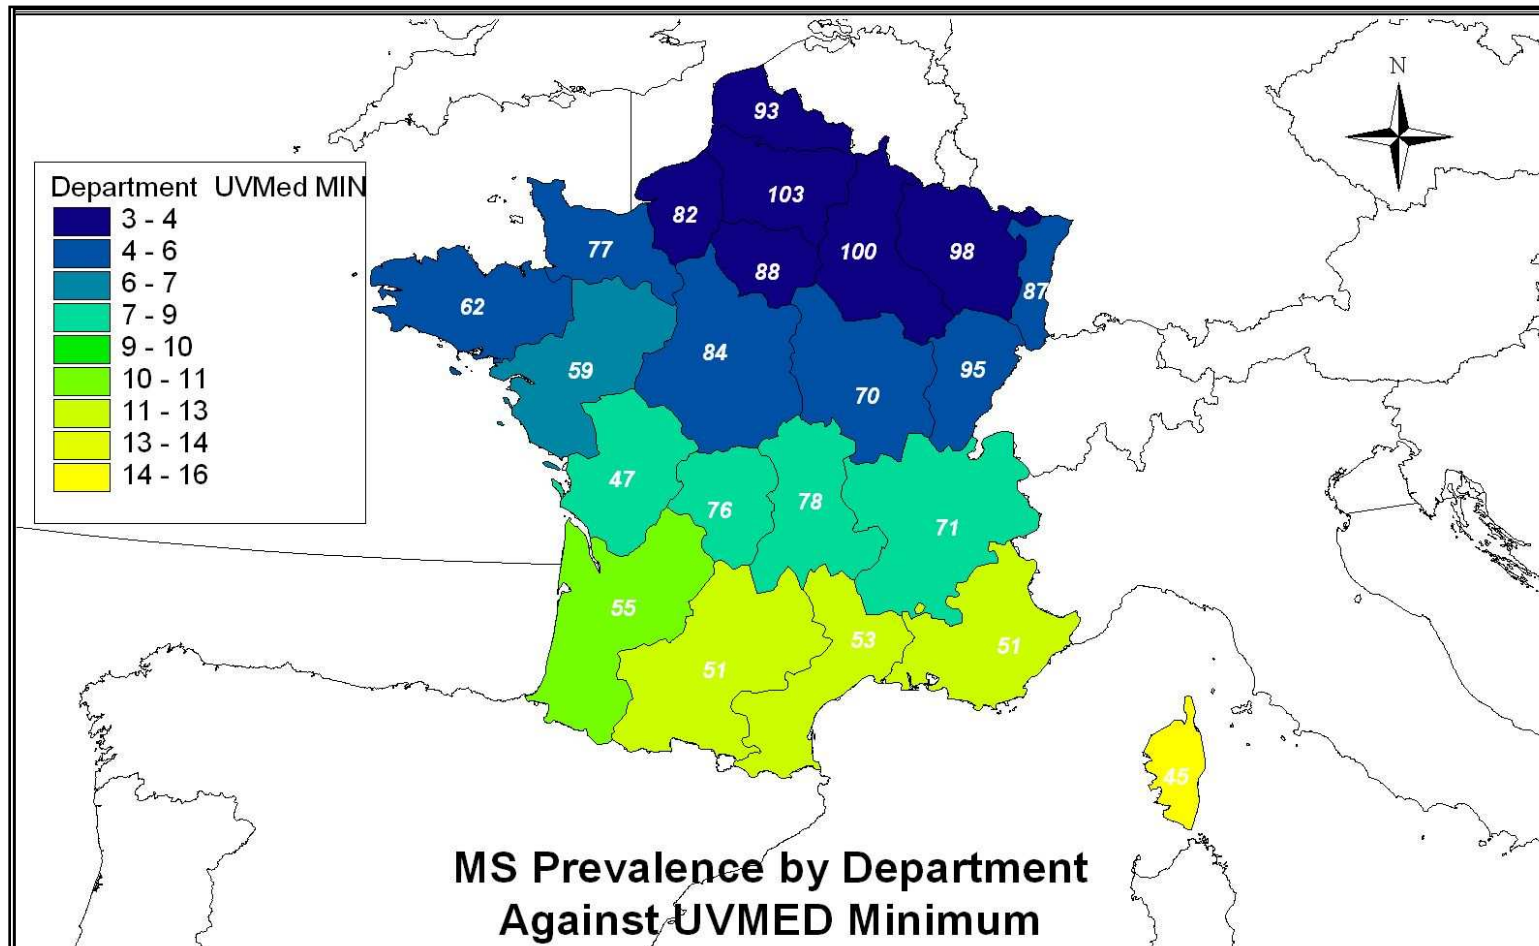 N
Department UVMed MIN
3 - 4
4 - 6
6 - 7
7 - 9
9 - 10
10 - 11
11 - 13
13 - 14
14 - 16
93
103
82
77
88
100
98
87
62
59
84
70
95
47
76
78
71
55
51
53
51
45
MS Prevalence by Department
Against UVMED Minimum